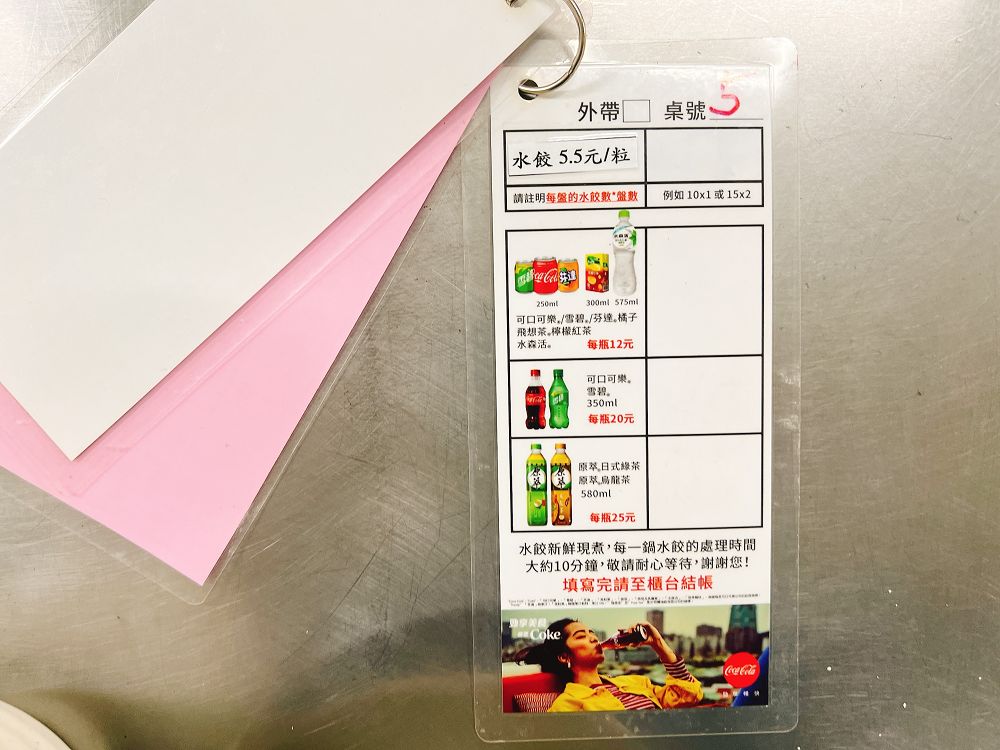 外帶 桌號 5
水餃 5.5元/粒
請註明每盤的水餃數*盤數
例如 10x1 或 15x2
250ml 300ml 575ml
可口可樂®/雪碧®/芬達®橘子
飛想茶®檸檬紅茶
水森活®
每瓶12元
可口可樂®
雪碧®
350ml
每瓶20元
原萃
原萃
原萃®日式綠茶
原萃®烏龍茶
580ml
每瓶25元
水餃新鮮現煮,每一鍋水餃的處理時間
大約10分鐘,敬請耐心等待,謝謝您!
填寫完請至櫃台結帳
Coke
Coca-Cola